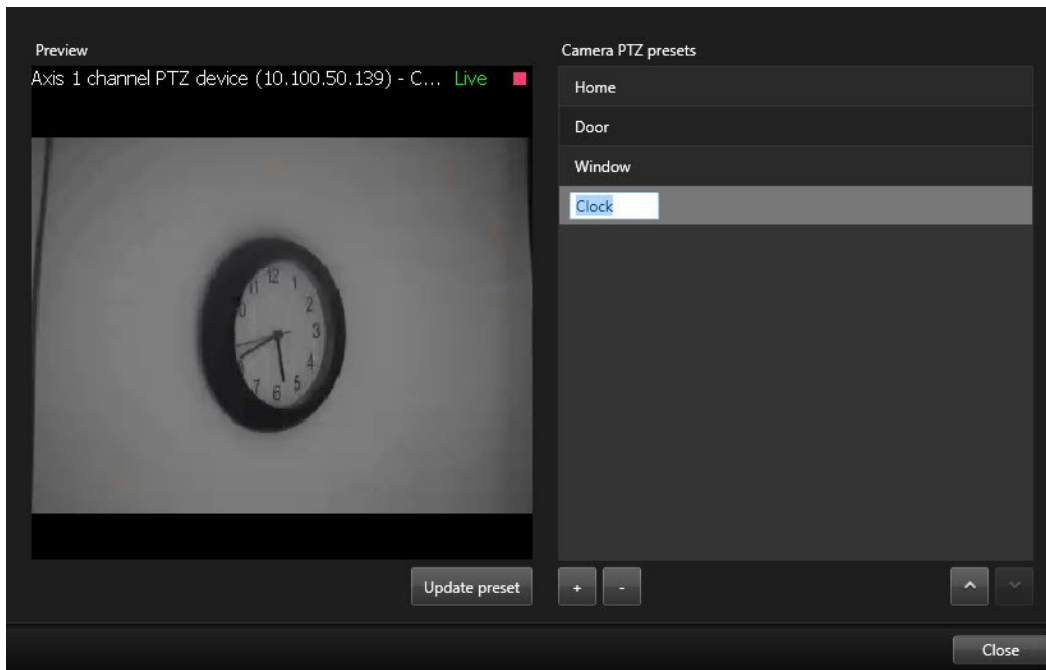 Preview
Axis 1 channel PTZ device (10.100.50.139) - C... Live
12
11
1
2
3
4
5
6
7
Camera PTZ presets
Home
Door
Window
Clock
Update preset
+ -
Close